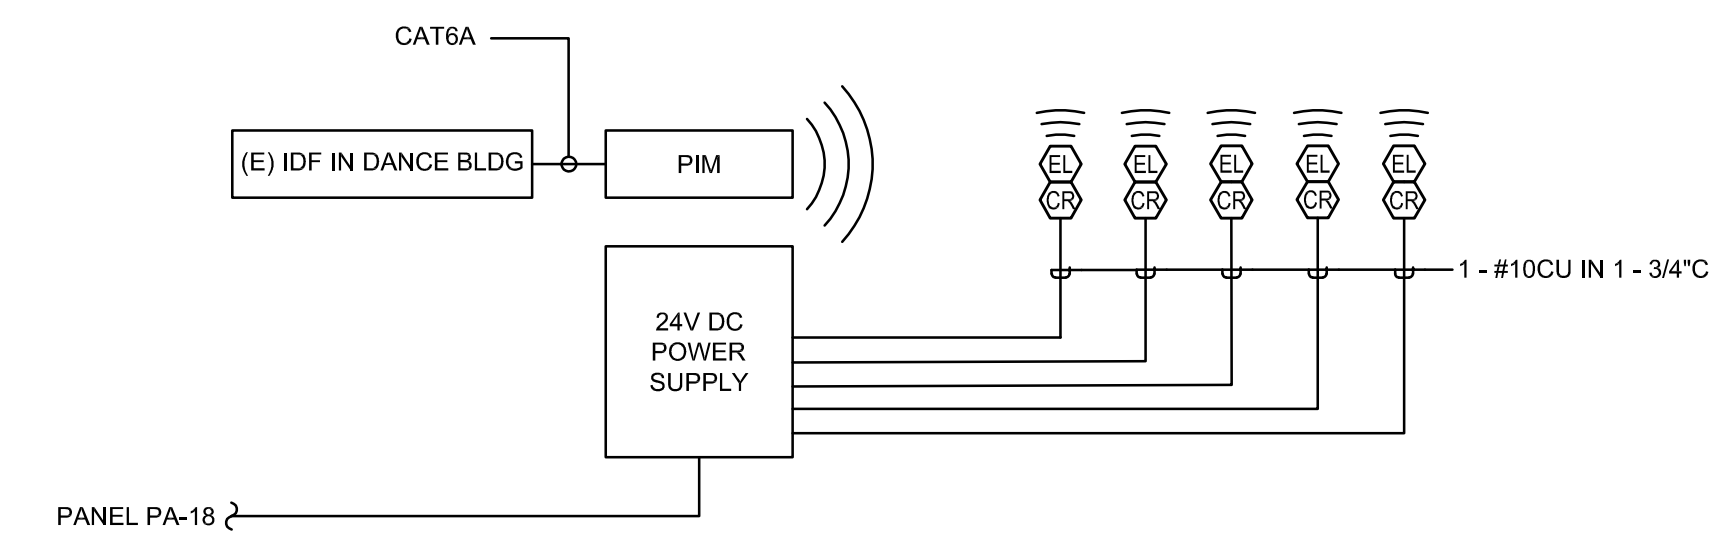 CAT6A
(E) IDF IN DANCE BLDG
PIM
EL EL EL EL EL
CR CR CR CR CR
1 - #10CU IN 1 - 3/4"C
24V DC
POWER
SUPPLY
PANEL PA-18